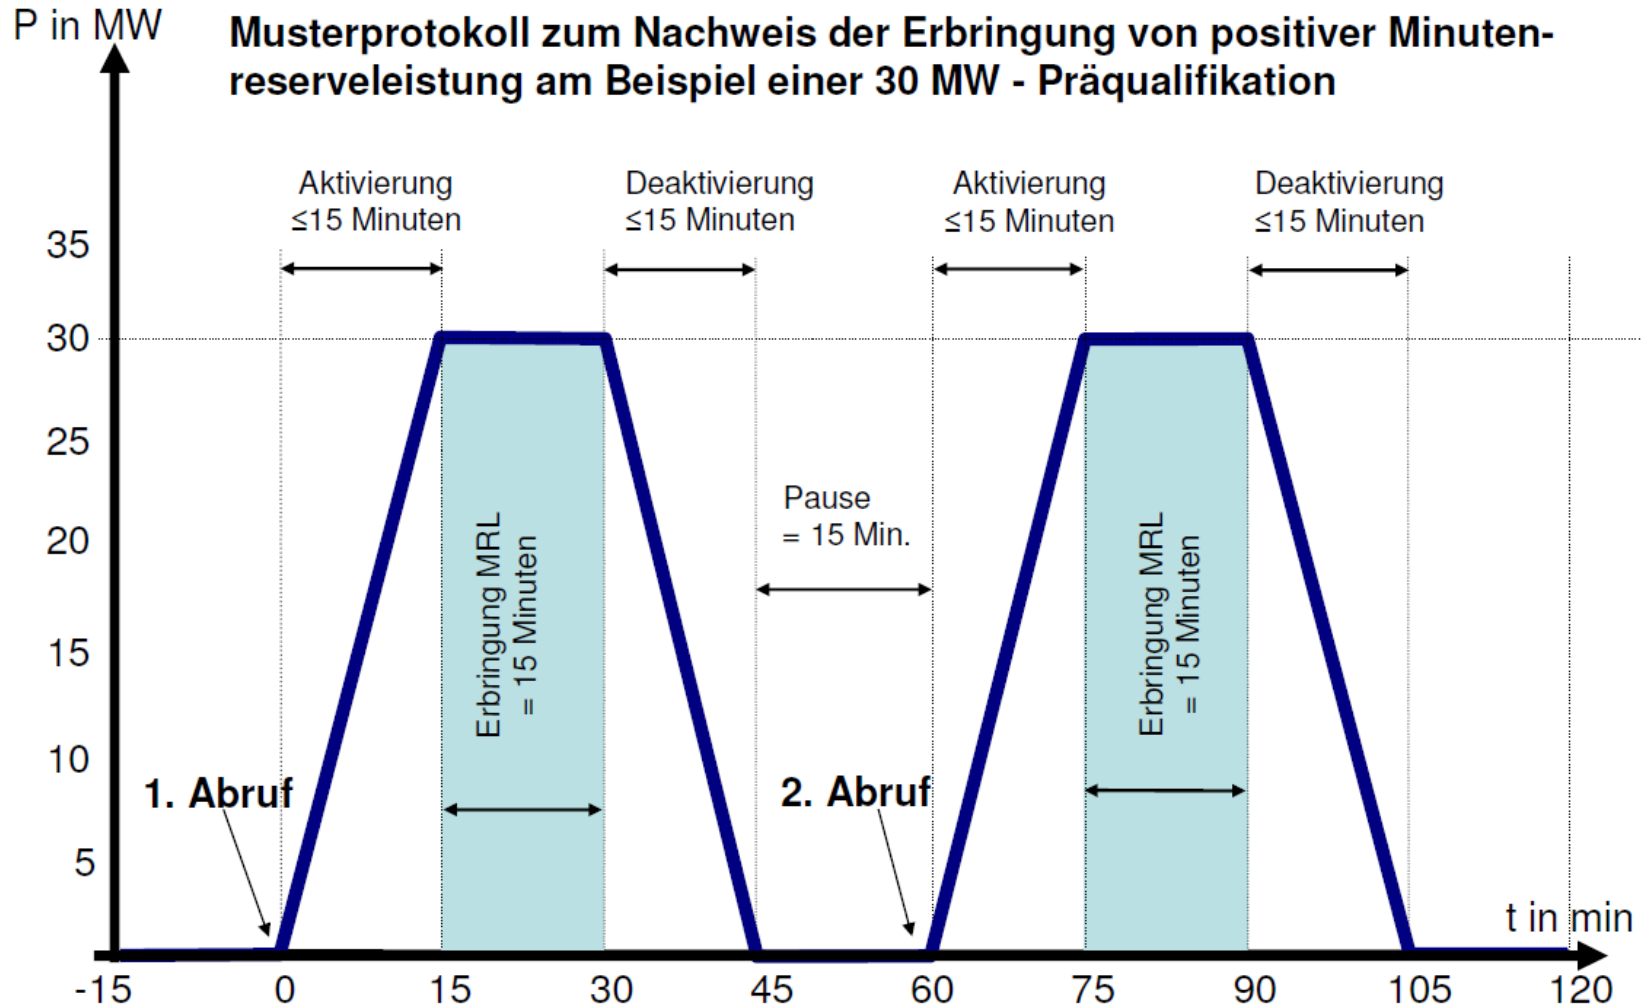 P in MW
Musterprotokoll zum Nachweis der Erbringung von positiver Minuten-
reserveleistung am Beispiel einer 30 MW - Präqualifikation
Aktivierung
≤15 Minuten
Deaktivierung
≤15 Minuten
Aktivierung
≤15 Minuten
Deaktivierung
≤15 Minuten
35
30
25
20
15
10
5
Pause
= 15 Min.
Erbringung MRL
= 15 Minuten
Erbringung MRL
= 15 Minuten
1. Abruf
2. Abruf
t in min
-15 0 15 30 45 60 75 90 105 120